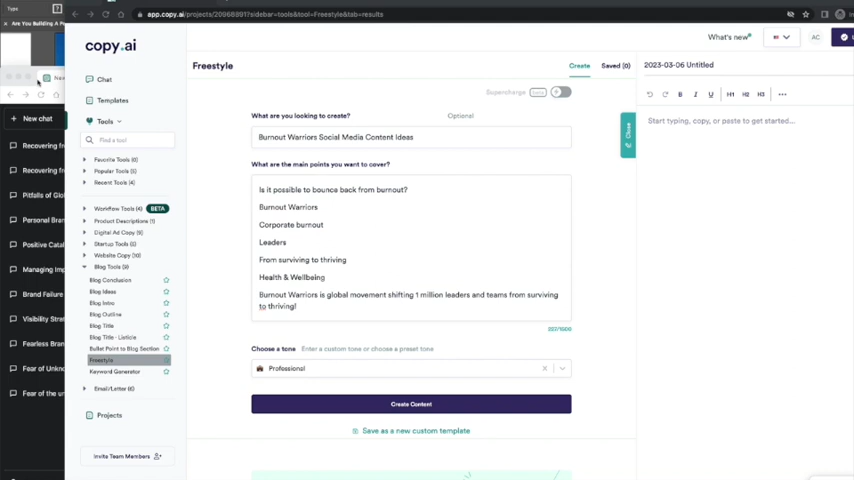 Type
?
Are You Building A P
New chat
Recovering fr
Recovering fr
Pitfalls of Glo
Personal Bran
Positive Catal
Managing Imp
Brand Failure
Visibility Strat
Fearless Bran
Fear of Unkno
Fear of the un
app.copy.ai/projects/20968891?sidebar=tools&tool=Freestyle&tab=results
copy.ai
Chat
Templates
Tools
Find a tool
Favorite Tools (0)
Popular Tools (5)
Recent Tools (4)
Workflow Tools (4) BETA
Product Descriptions (1)
Digital Ad Copy (9)
Startup Tools (5)
Website Copy (10)
Blog Tools (9)
Blog Conclusion
Blog Ideas
Blog Intro
Blog Outline
Blog Title
Blog Title - Listicle
Bullet Point to Blog Section
Freestyle
Keyword Generator
Email/Letter (6)
Projects
Invite Team Members
What's new
AC
Freestyle
Create
Saved (0)
Supercharge
beta
What are you looking to create?
Optional
Burnout Warriors Social Media Content Ideas
What are the main points you want to cover?
Is it possible to bounce back from burnout?
Burnout Warriors
Corporate burnout
Leaders
From surviving to thriving
Health & Wellbeing
Burnout Warriors is global movement shifting 1 million leaders and teams from surviving
to thriving!
257/1500
Choose a tone
Enter a custom tone or choose a preset tone
Professional
Create Content
Save as a new custom template
Close
2023-03-06 Untitled
B I U H1 H2 H3
Start typing, copy, or paste to get started...